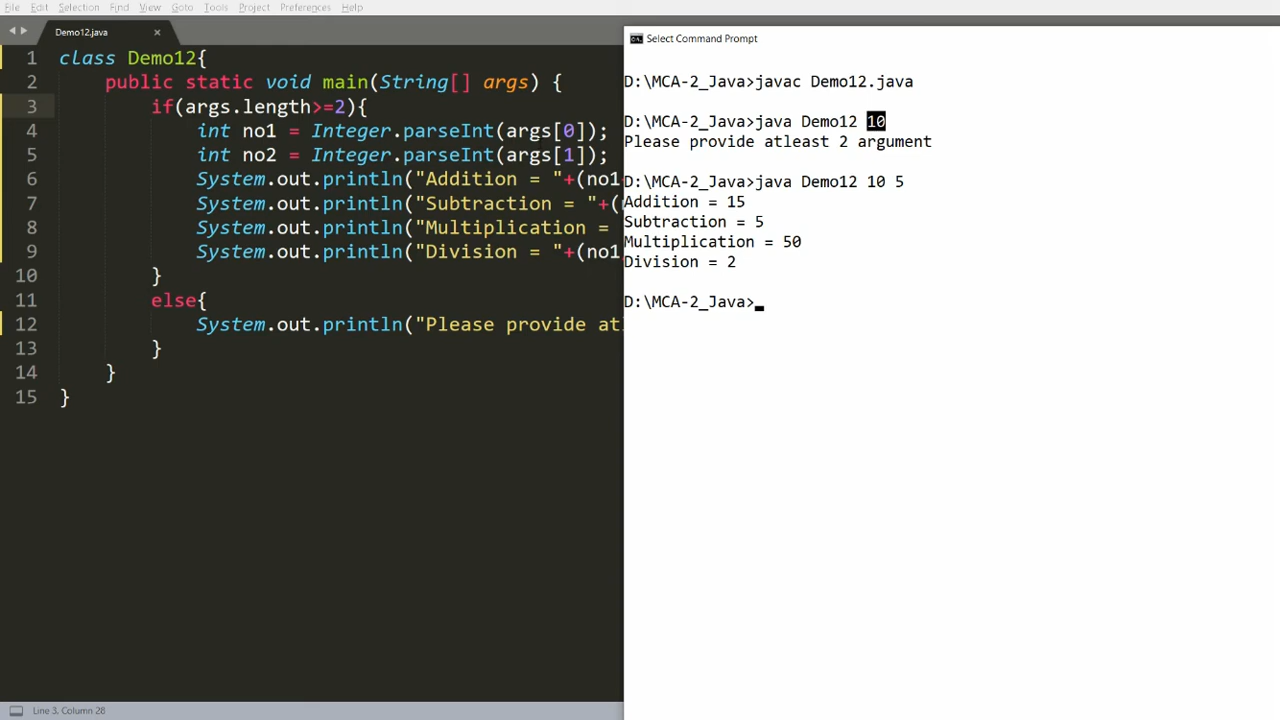 File Edit Selection Find View Goto Tools Project Preferences Help
Demo12.java ×
1 class Demo12{
2 public static void main(String[] args) {
3 if(args.length>=2){
4 int no1 = Integer.parseInt(args[0]);
5 int no2 = Integer.parseInt(args[1]);
6 System.out.println("Addition = "+(no1
7 System.out.println("Subtraction = "+(
8 System.out.println("Multiplication =
9 System.out.println("Division = "+(no1
10 }
11 else{
12 System.out.println("Please provide at
13 }
14 }
15 }
Line 3, Column 28
Select Command Prompt
D:\MCA-2_Java>javac Demo12.java
D:\MCA-2_Java>java Demo12 10
Please provide atleast 2 argument
D:\MCA-2_Java>java Demo12 10 5
Addition = 15
Subtraction = 5
Multiplication = 50
Division = 2
D:\MCA-2_Java>